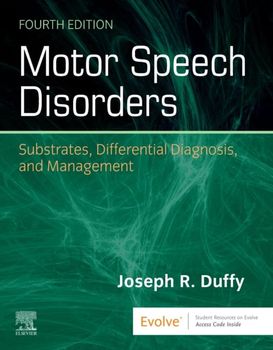 FOURTH EDITION
Motor Speech
Disorders
Substrates, Differential Diagnosis,
and Management
Joseph R. Duffy
ELSEVIER
Evolve
Student Resources on Evolve
Access Code Inside